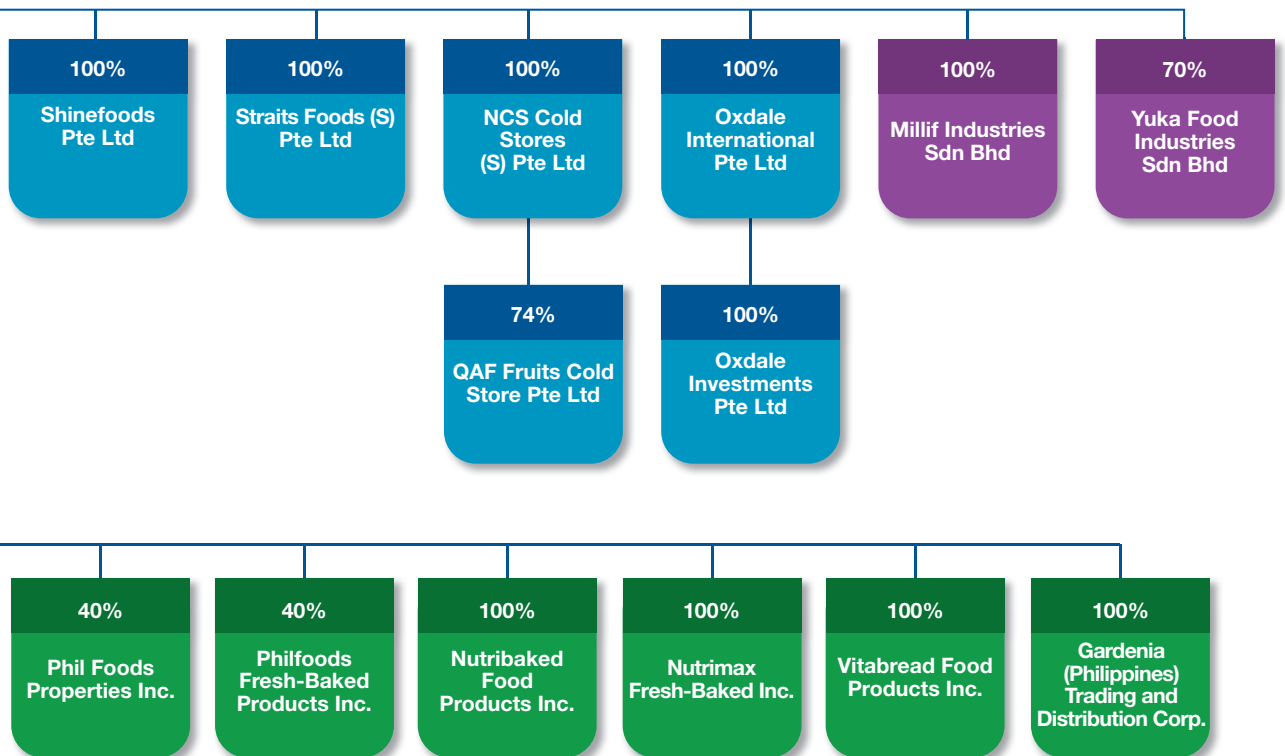 100%
Shinefoods
Pte Ltd
100%
Straits Foods (S)
Pte Ltd
100%
NCS Cold
Stores
(S) Pte Ltd
100%
Oxdale
International
Pte Ltd
100%
Millif Industries
Sdn Bhd
70%
Yuka Food
Industries
Sdn Bhd
74%
QAF Fruits Cold
Store Pte Ltd
100%
Oxdale
Investments
Pte Ltd
40%
Phil Foods
Properties Inc.
40%
Philfoods
Fresh-Baked
Products Inc.
100%
Nutribaked
Food
Products Inc.
100%
Nutrimax
Fresh-Baked Inc.
100%
Vitabread Food
Products Inc.
100%
Gardenia
(Philippines)
Trading and
Distribution Corp.